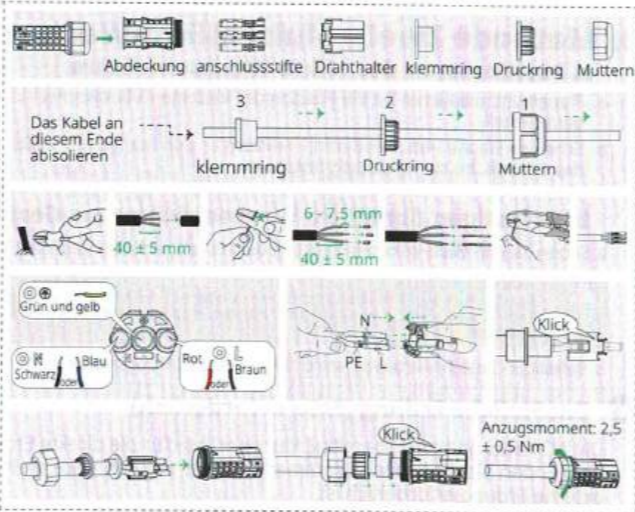 Abdeckung anschlussstifte Drahthalter klemmring Druckring Muttern
3 2 1
Das Kabel an
diesem Ende
abisolieren
klemmring Druckring Muttern
6 - 7,5 mm
40 ± 5 mm 40 ± 5 mm
Grün und gelb
N
Schwarz oder Blau
Rot L
oder Braun
N L
N
PE L
Klick
Klick
Anzugsmoment: 2,5
± 0,5 Nm